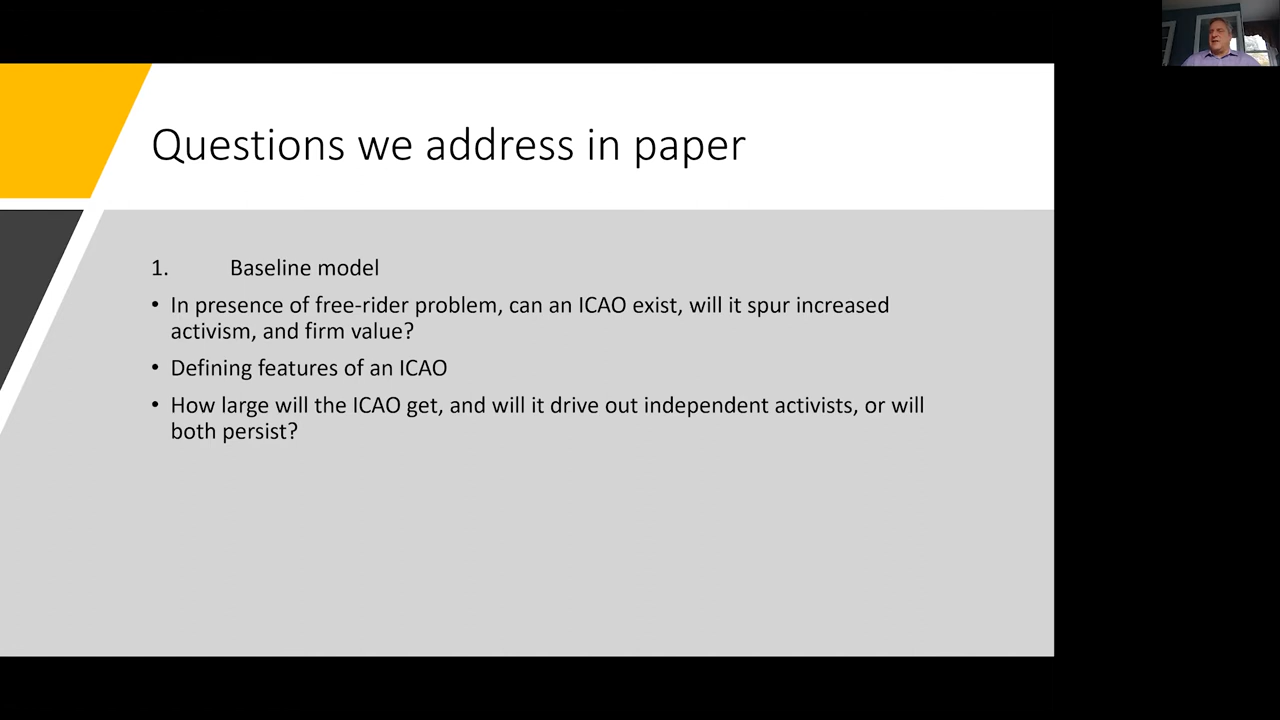 Questions we address in paper
1. Baseline model
• In presence of free-rider problem, can an ICAO exist, will it spur increased
activism, and firm value?
• Defining features of an ICAO
• How large will the ICAO get, and will it drive out independent activists, or will
both persist?